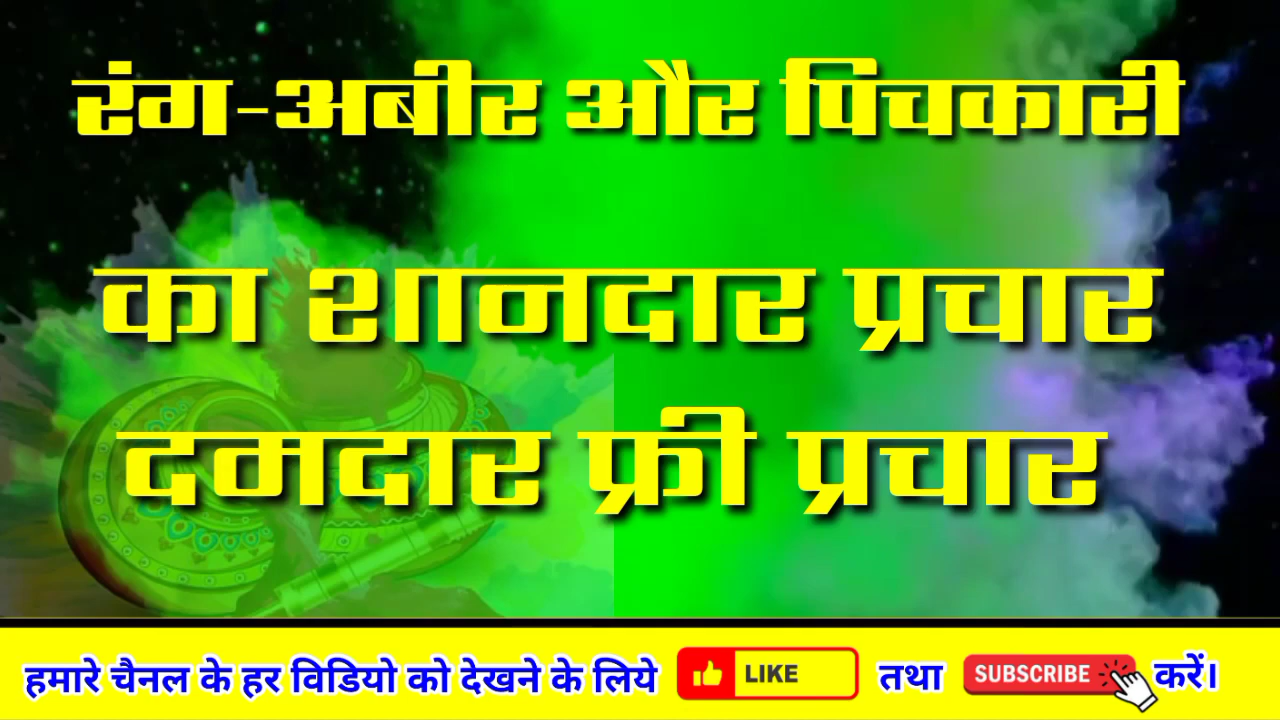 रंग-अबीर और पिचकारी
का शानदार प्रचार
दमदार फ्री प्रचार
हमारे चैनल के हर विडियो को देखने के लिये LIKE तथा SUBSCRIBE करें।